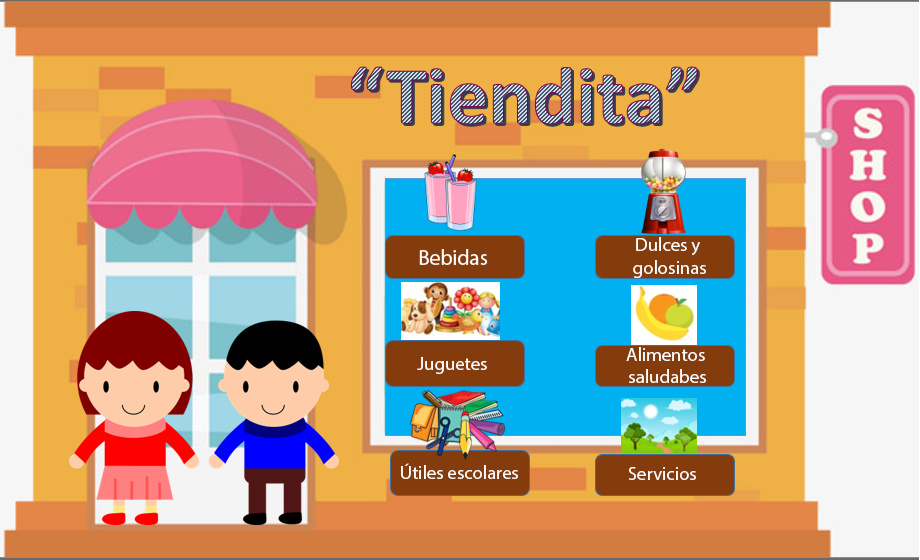 “Tiendita”
SHOP
Bebidas
Dulces y
golosinas
Juguetes
Alimentos
saludabes
Útiles escolares
Servicios